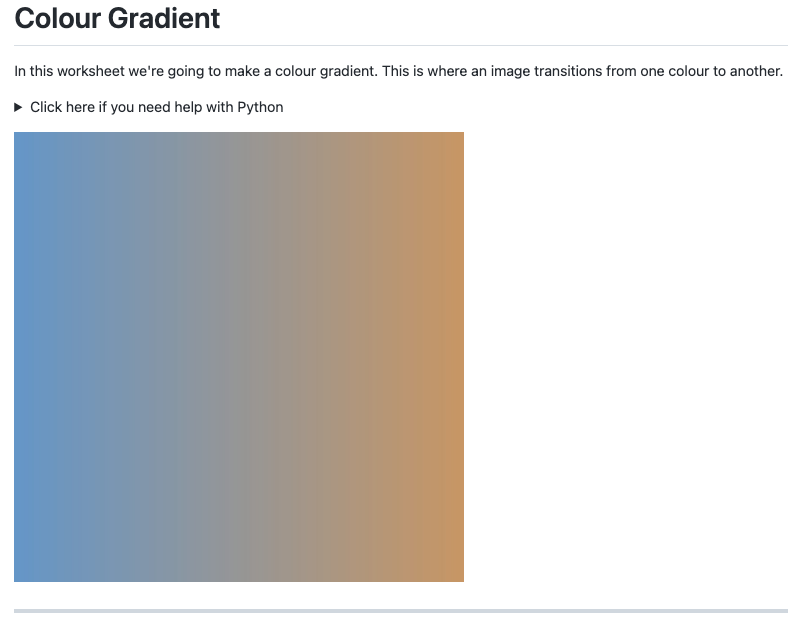 Colour Gradient
In this worksheet we're going to make a colour gradient. This is where an image transitions from one colour to another.
Click here if you need help with Python